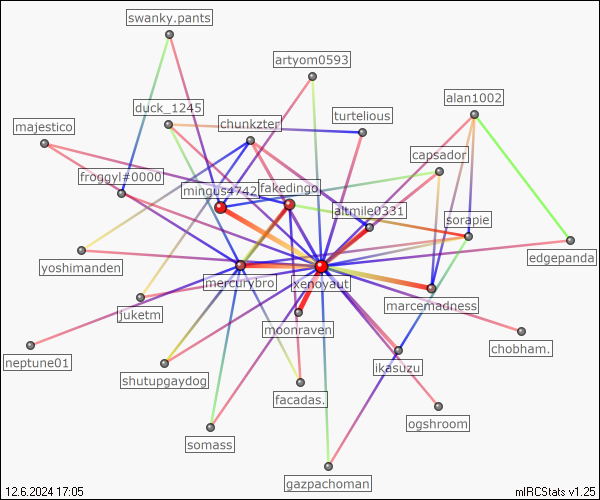 swanky.pants
artyom0593
alan1002
duck_1245
turtelious
majestico
chunkzter
capsador
froggyl#0000
mingus4742
fakedingo
altmile0331
sorapie
yoshimanden
edgepanda
mercurybro
xenoyaut
juketm
moonraven
marcemadness
neptune01
chobham.
shutupgaydog
ikasuzu
facadas.
ogshroom
somass
gazpachoman
12.6.2024 17:05
mIRCStats v1.25